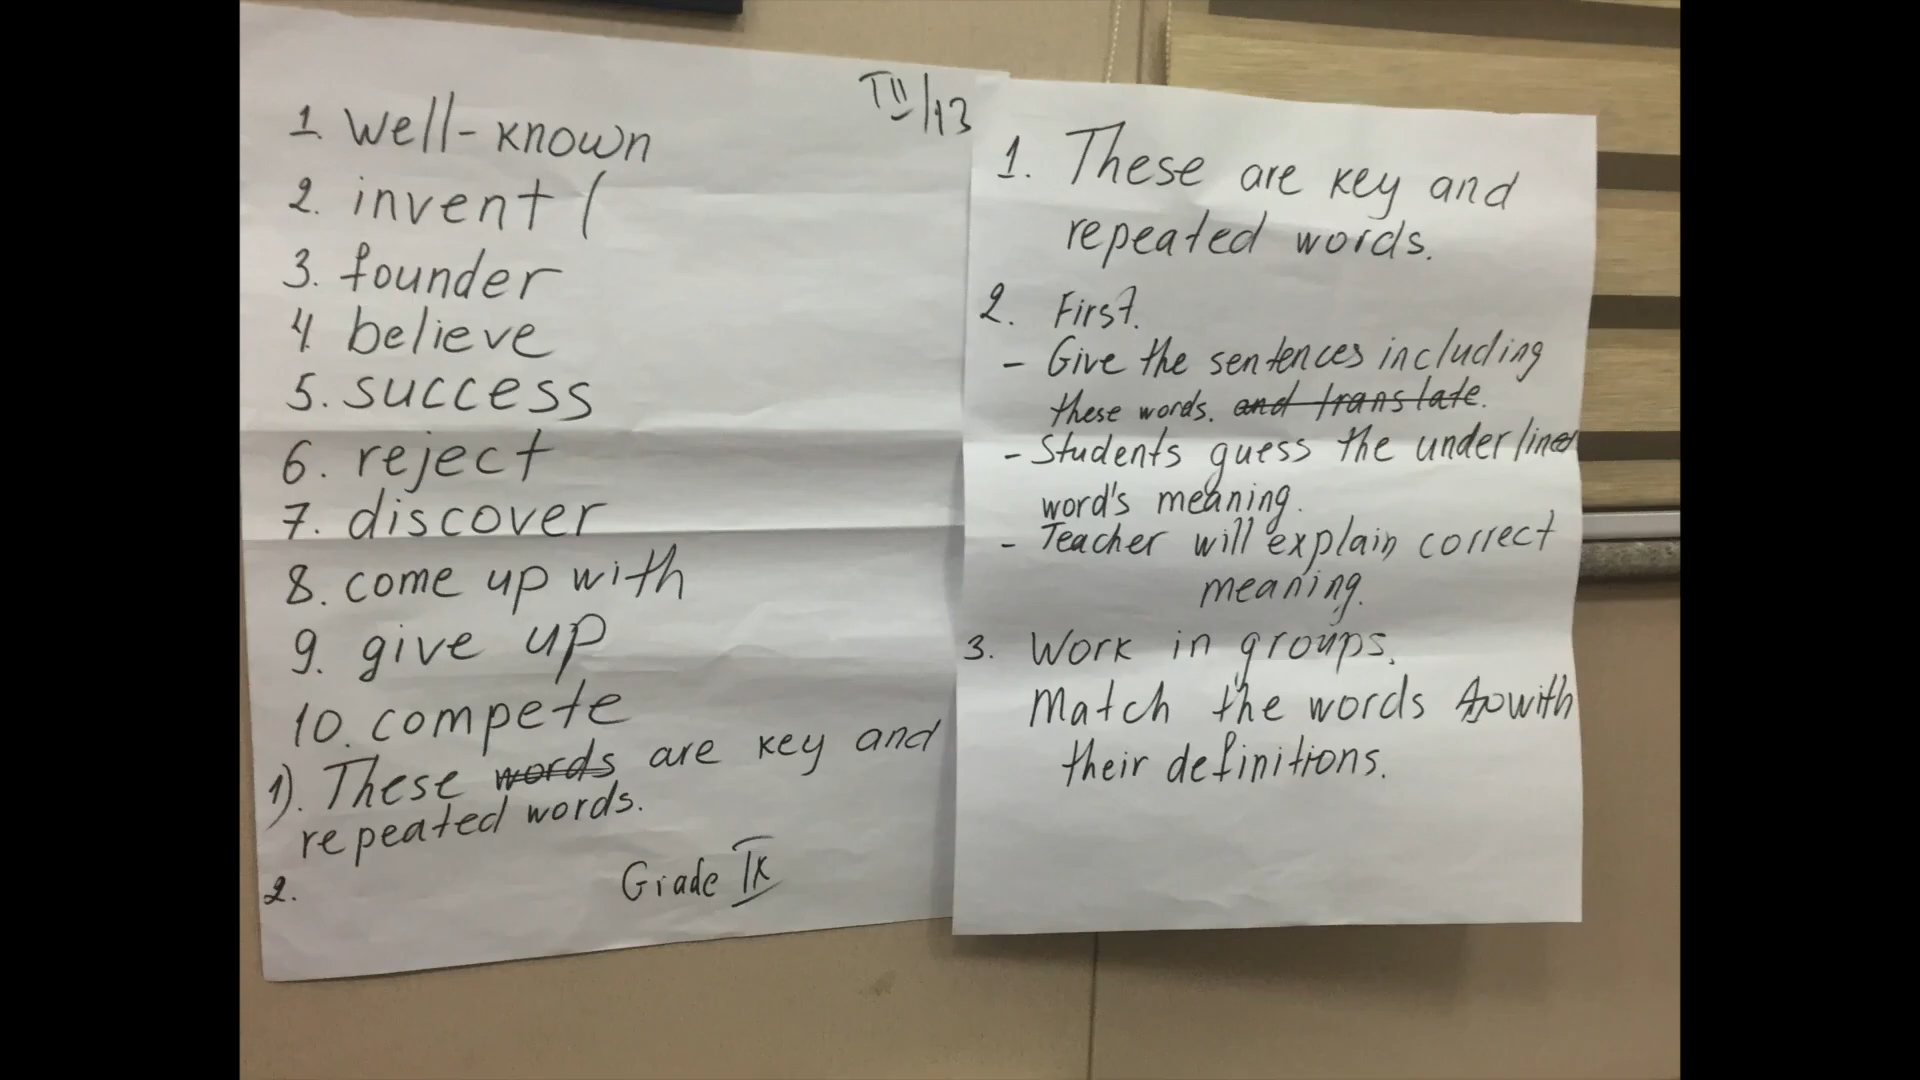 TII/13
1. well-known
2. invent (
3. founder
4. believe
5. success
6. reject
7. discover
8. come up with
9. give up
10. compete
1). These words are key and
repeated words.
2.
Grade IX
1. These are key and
repeated words.
2. First.
- Give the sentences including
these words. and translate.
- Students guess the underlined
word's meaning.
- Teacher will explain correct
meaning.
3. Work in groups.
Match the words to with
their definitions.